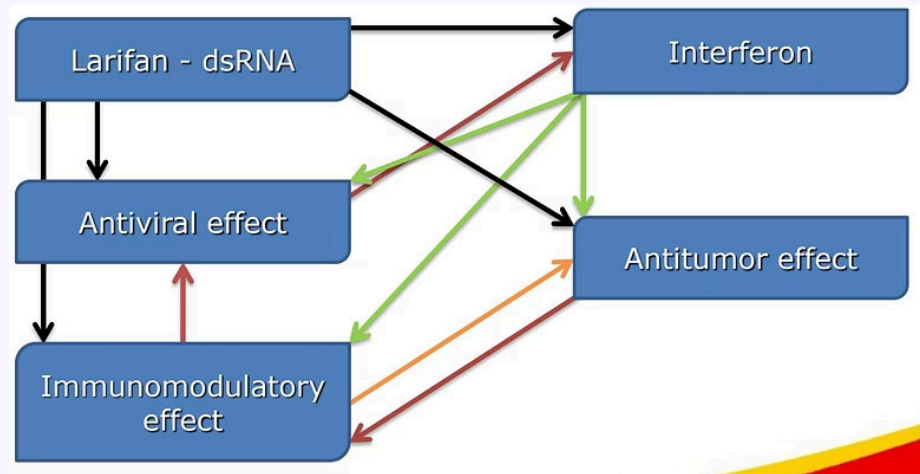 Larifan - dsRNA
Interferon
Antiviral effect
Antitumor effect
Immunomodulatory
effect